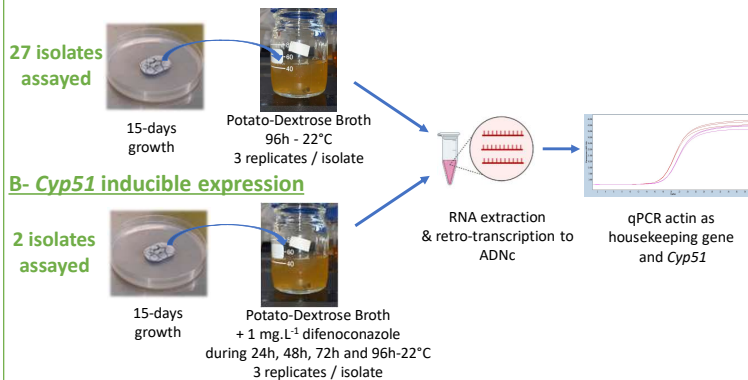 27 isolates
assayed
15-days
growth
Potato-Dextrose Broth
96h - 22°C
3 replicates / isolate
B- Cyp51 inducible expression
2 isolates
assayed
15-days
growth
Potato-Dextrose Broth
+ 1 mg.L⁻¹ difenoconazole
during 24h, 48h, 72h and 96h-22°C
3 replicates / isolate
RNA extraction
& retro-transcription to
ADNc
qPCR actin as
housekeeping gene
and Cyp51